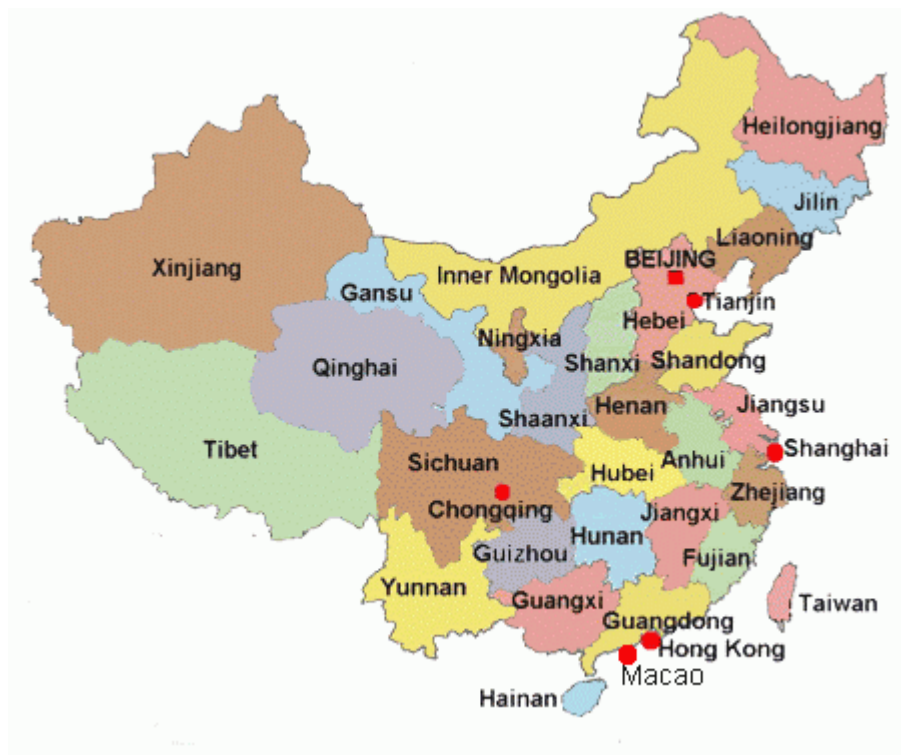 Heilongjiang
Jilin
Liaoning
BEIJING
Inner Mongolia
Xinjiang
Gansu
Tianjin
Hebei
Ningxia
Shanxi
Shandong
Qinghai
Henan
Jiangsu
Shaanxi
Tibet
Shanghai
Sichuan
Anhui
Hubei
Zhejiang
Chongqing
Jiangxi
Hunan
Guizhou
Fujian
Yunnan
Guangxi
Taiwan
Guangdong
Hong Kong
Macao
Hainan